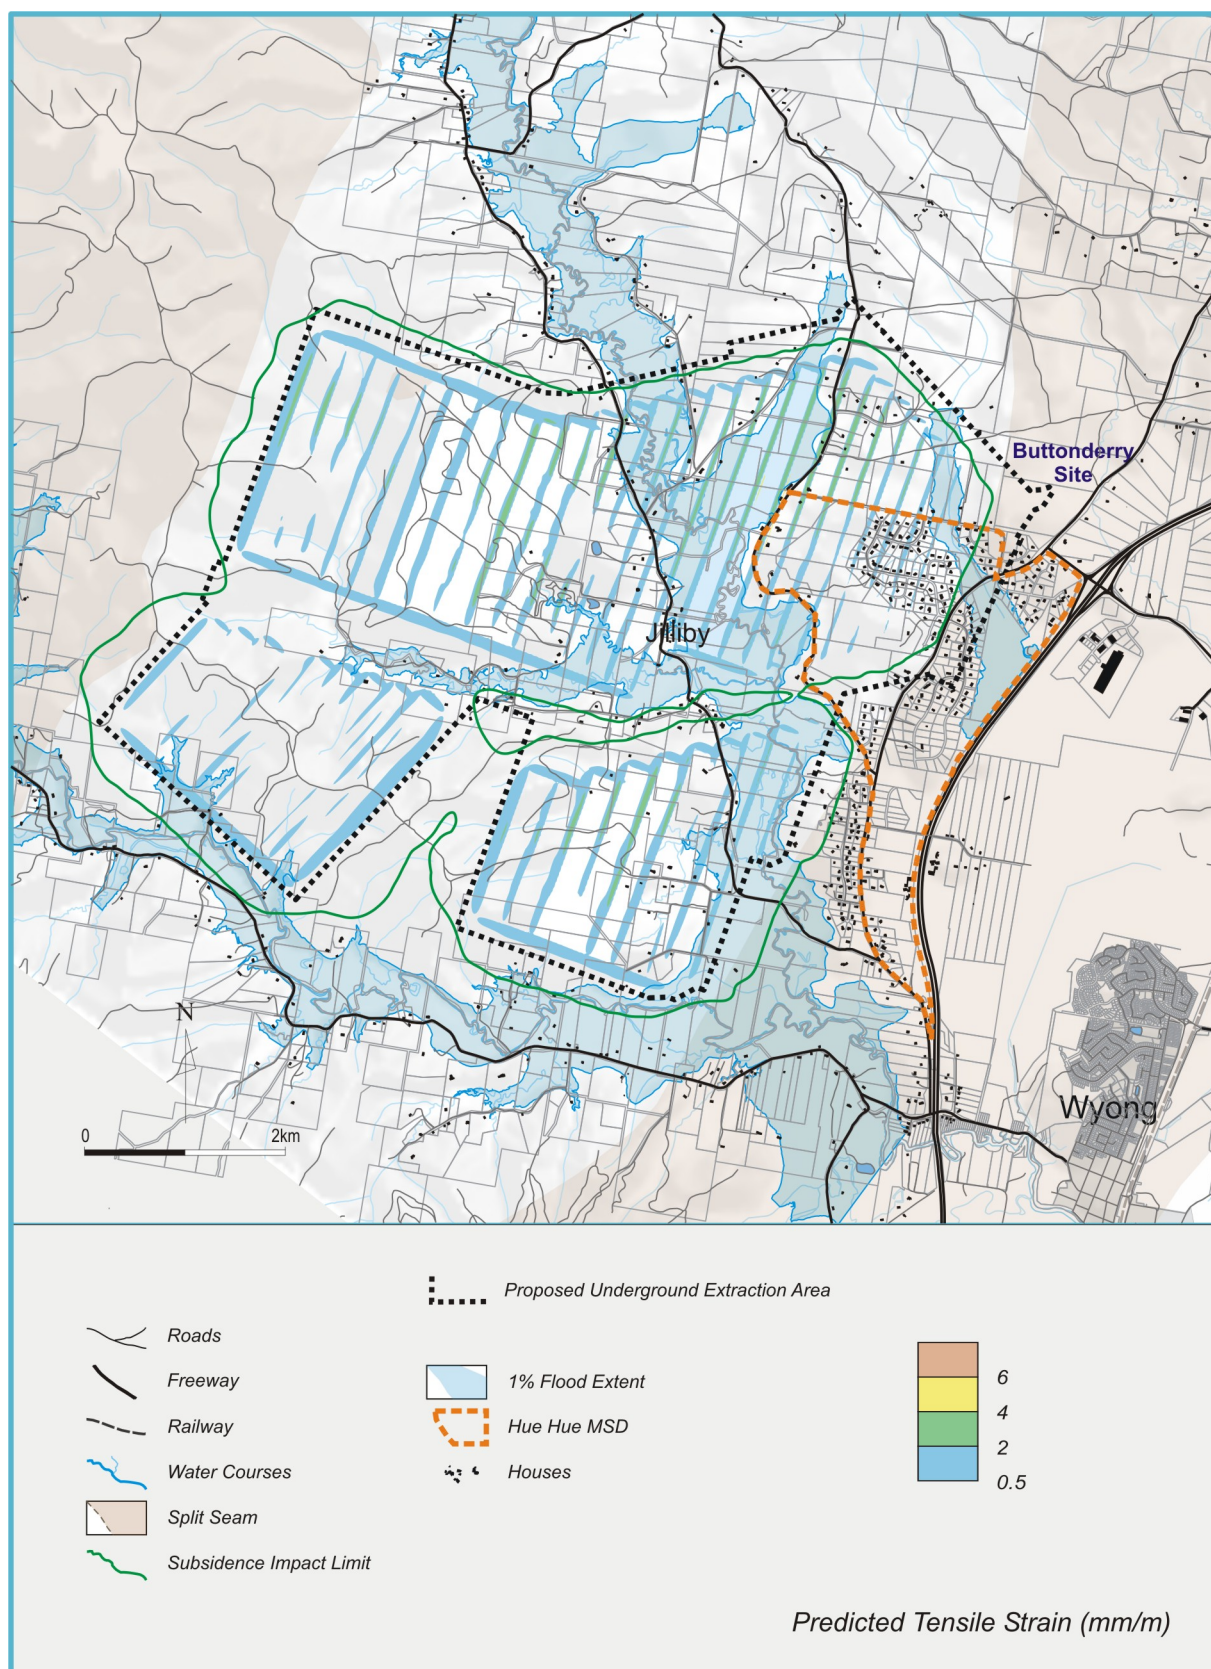 Buttonderry
Site
Jilliby
N
0 2km
Wyong
Proposed Underground Extraction Area
Roads
Freeway
1% Flood Extent
6
4
Railway
Hue Hue MSD
2
Water Courses
Houses
0.5
Split Seam
Subsidence Impact Limit
Predicted Tensile Strain (mm/m)